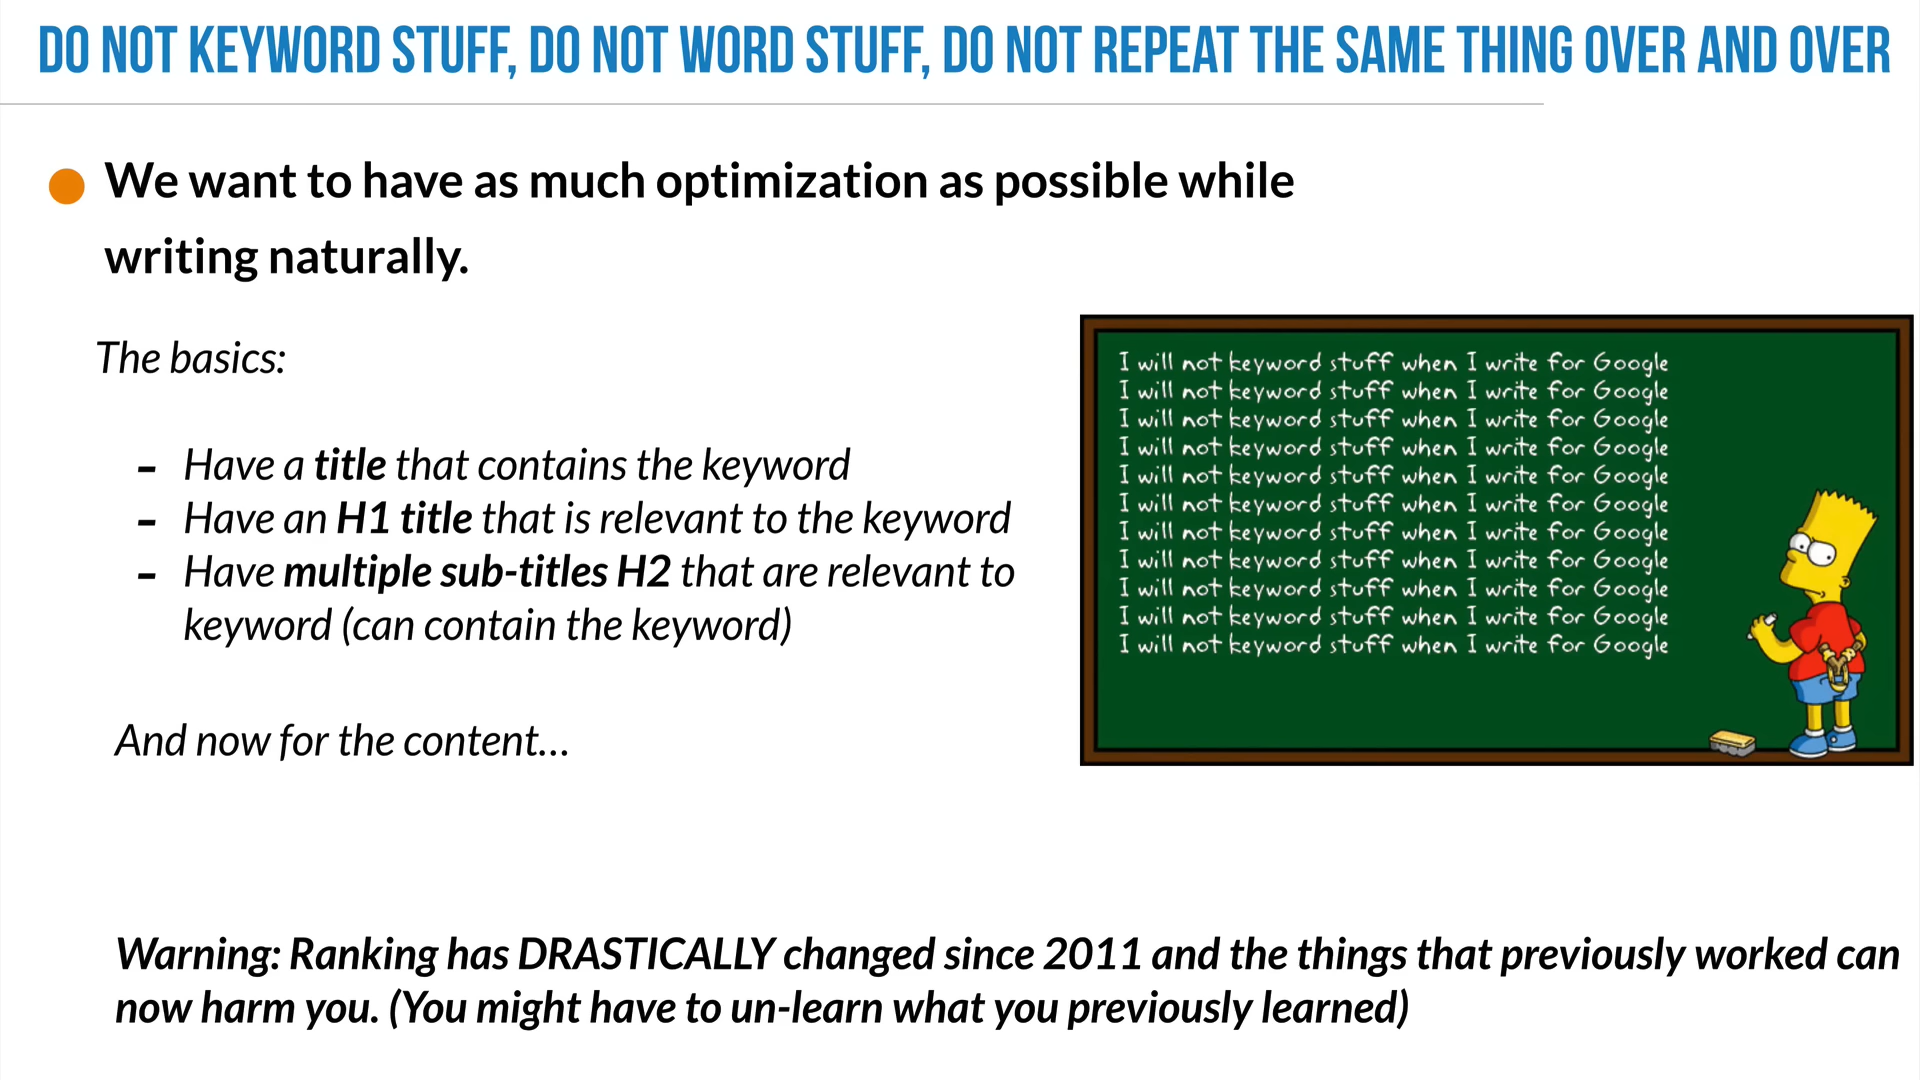 DO NOT KEYWORD STUFF, DO NOT WORD STUFF, DO NOT REPEAT THE SAME THING OVER AND OVER
We want to have as much optimization as possible while
writing naturally.
The basics:
- Have a title that contains the keyword
- Have an H1 title that is relevant to the keyword
- Have multiple sub-titles H2 that are relevant to
keyword (can contain the keyword)
And now for the content...
I will not keyword stuff when I write for Google
I will not keyword stuff when I write for Google
I will not keyword stuff when I write for Google
I will not keyword stuff when I write for Google
I will not keyword stuff when I write for Google
I will not keyword stuff when I write for Google
I will not keyword stuff when I write for Google
I will not keyword stuff when I write for Google
I will not keyword stuff when I write for Google
I will not keyword stuff when I write for Google
I will not keyword stuff when I write for Google
Warning: Ranking has DRASTICALLY changed since 2011 and the things that previously worked can
now harm you. (You might have to un-learn what you previously learned)